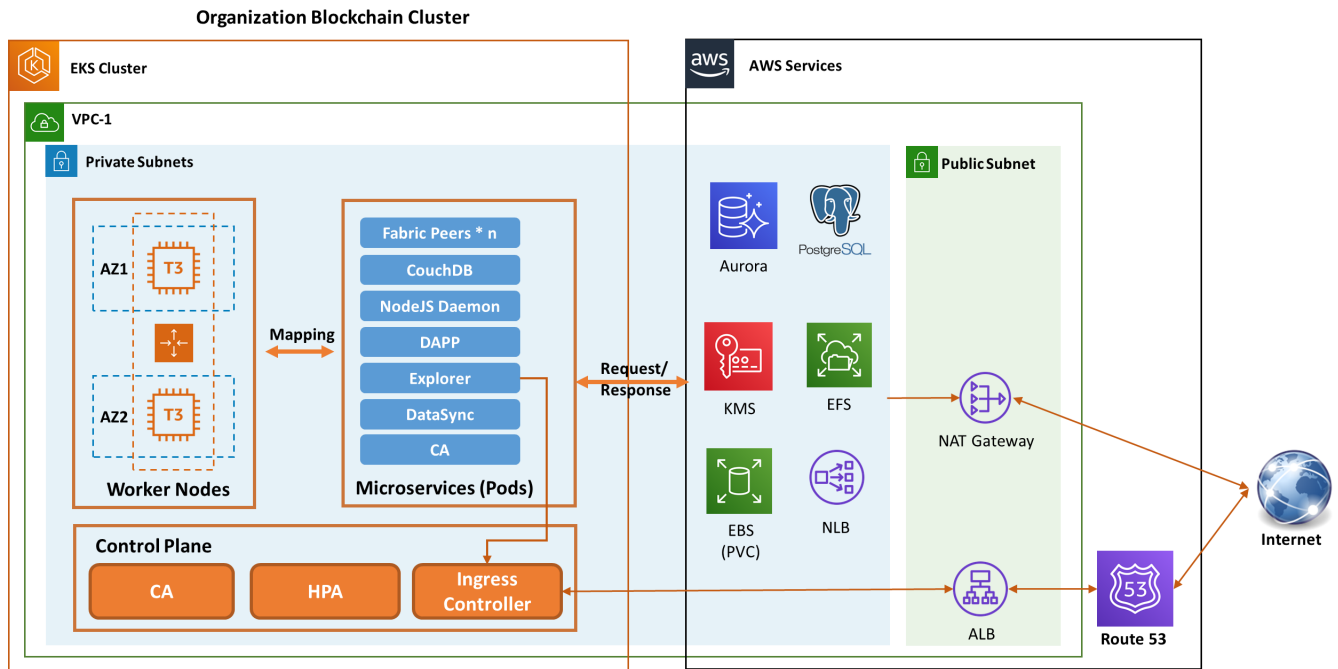 Organization Blockchain Cluster
EKS Cluster
aws
AWS Services
VPC-1
Private Subnets
Public Subnet
AZ1
T3
AZ2
T3
Worker Nodes
Mapping
Fabric Peers * n
CouchDB
NodeJS Daemon
DAPP
Explorer
DataSync
CA
Microservices (Pods)
Request/
Response
Aurora
PostgreSQL
KMS
EFS
EBS
(PVC)
NLB
NAT Gateway
Internet
Control Plane
CA
HPA
Ingress
Controller
ALB
53
Route 53
K